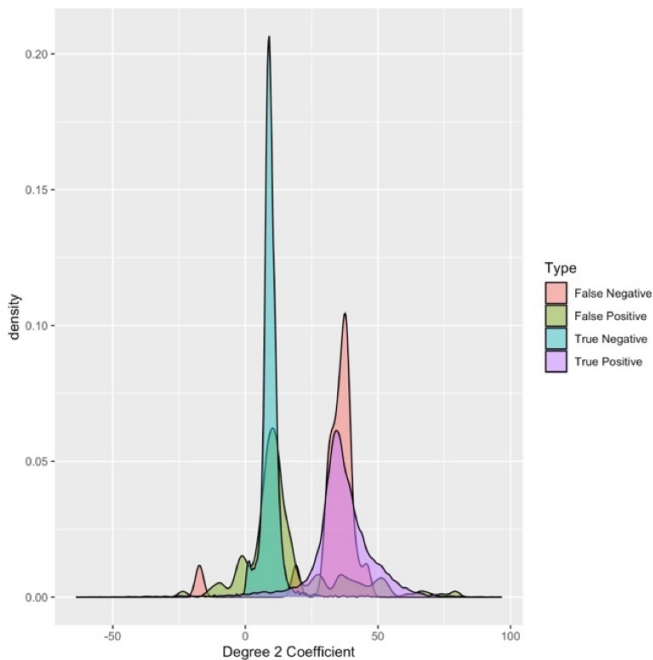 0.20
0.15
0.10
0.05
0.00
density
-50
0
50
100
Degree 2 Coefficient
Type
False Negative
False Positive
True Negative
True Positive